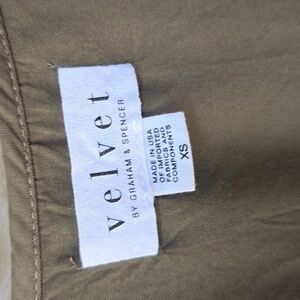 velvet
BY GRAHAM & SPENCER
MADE IN USA
OF IMPORTED
FABRICS AND
COMPONENTS
XS